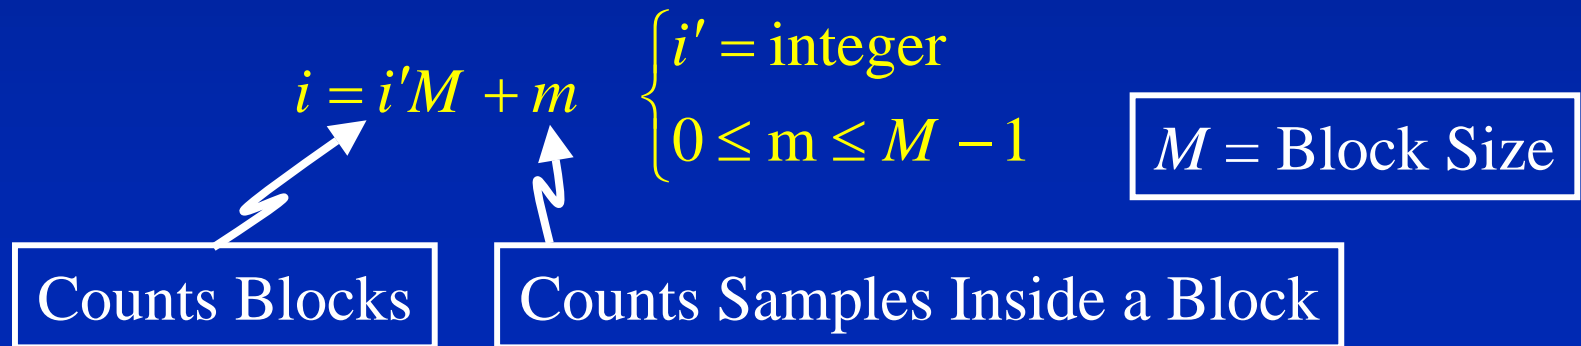 i = i′M + m
i′ = integer
0 ≤ m ≤ M − 1
M = Block Size
Counts Blocks
Counts Samples Inside a Block